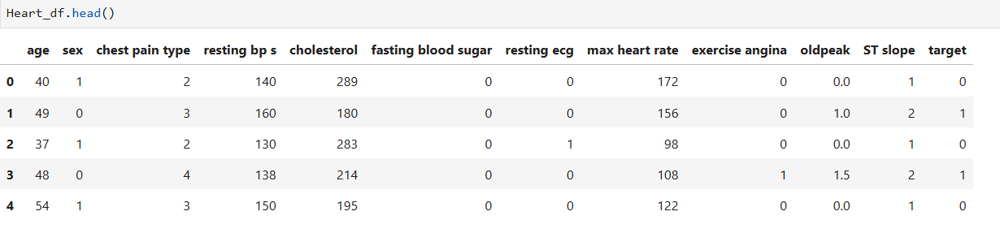 Heart_df.head()
age sex chest pain type resting bp s cholesterol fasting blood sugar resting ecg max heart rate exercise angina oldpeak ST slope target
0 40 1 2 140 289 0 0 172 0 0.0 1 0
1 49 0 3 160 180 0 0 156 0 1.0 2 1
2 37 1 2 130 283 0 1 98 0 0.0 1 0
3 48 0 4 138 214 0 0 108 1 1.5 2 1
4 54 1 3 150 195 0 0 122 0 0.0 1 0